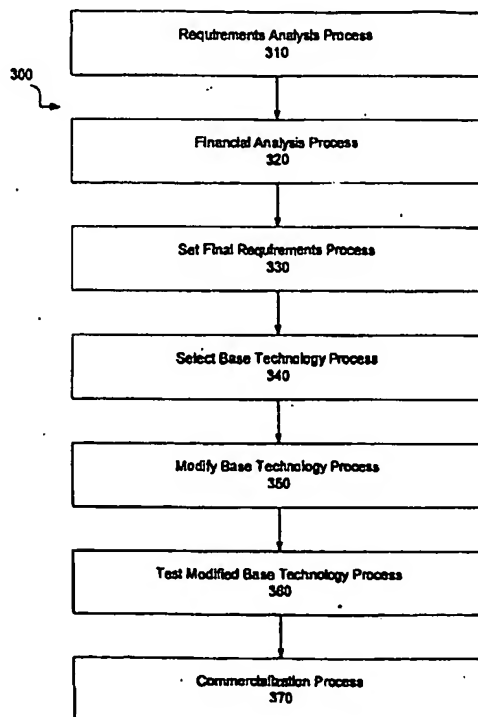 Requirements Analysis Process
310
300
Financial Analysis Process
320
Set Final Requirements Process
330
Select Base Technology Process
340
Modify Base Technology Process
350
Test Modified Base Technology Process
360
Commercialization Process
370